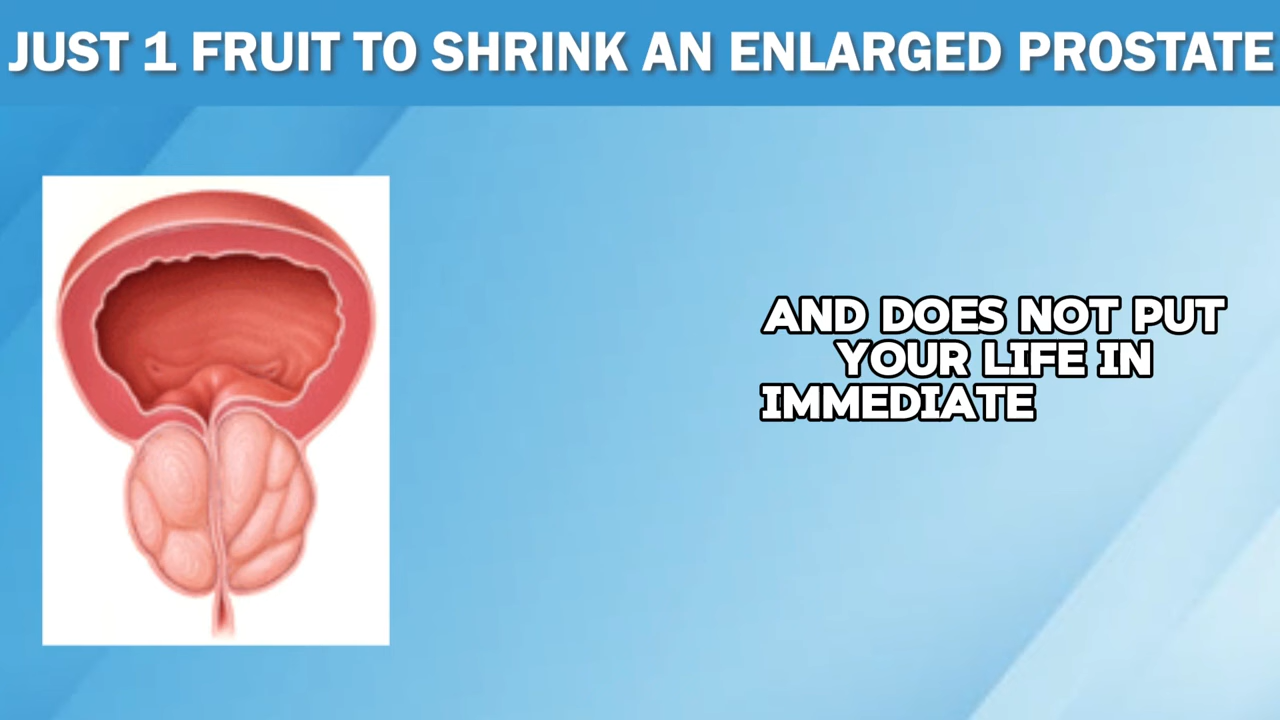 JUST 1 FRUIT TO SHRINK AN ENLARGED PROSTATE
AND DOES NOT PUT
YOUR LIFE IN
IMMEDIATE